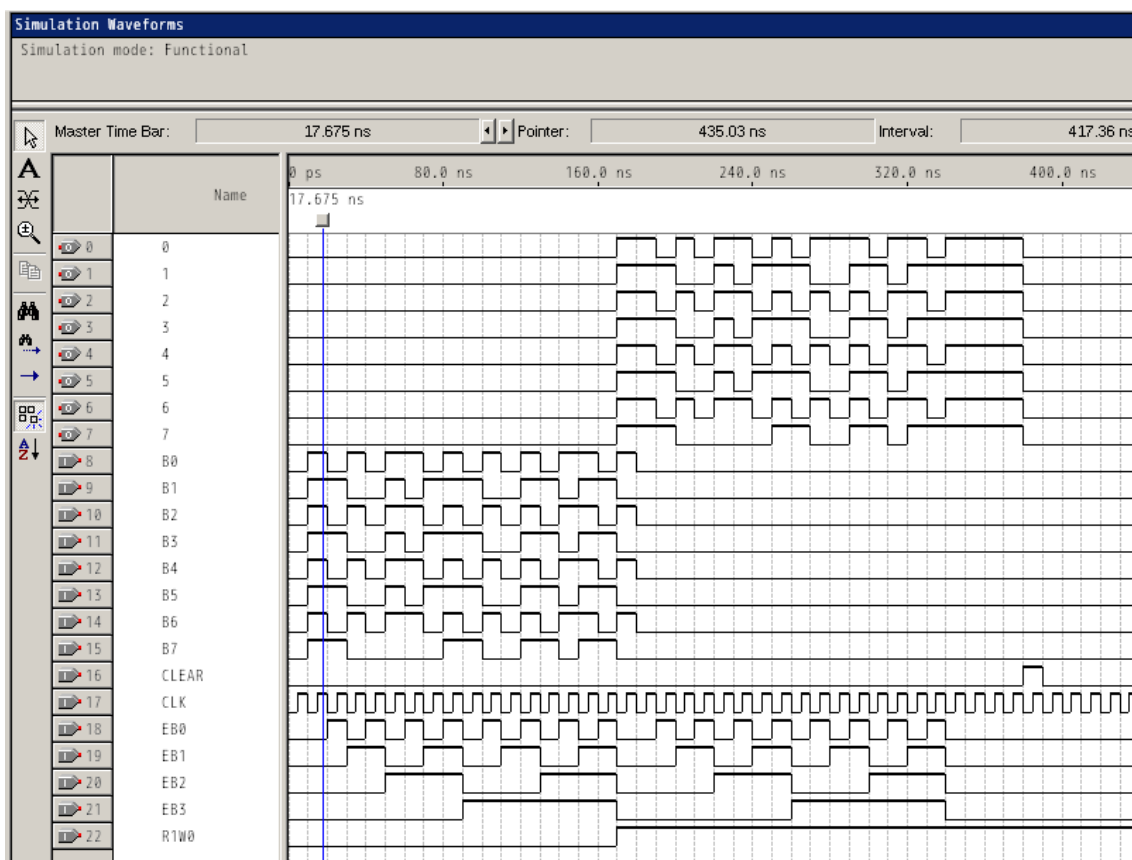 Simulation Waveforms
Simulation mode: Functional
Master Time Bar: 17.675 ns Pointer: 435.03 ns Interval: 417.36 ns
Name
0 ps 80.0 ns 160.0 ns 240.0 ns 320.0 ns 400.0 ns
17.675 ns
0 0
1 1
2 2
3 3
4 4
5 5
6 6
7 7
8 B0
9 B1
10 B2
11 B3
12 B4
13 B5
14 B6
15 B7
16 CLEAR
17 CLK
18 EB0
19 EB1
20 EB2
21 EB3
22 R1W0